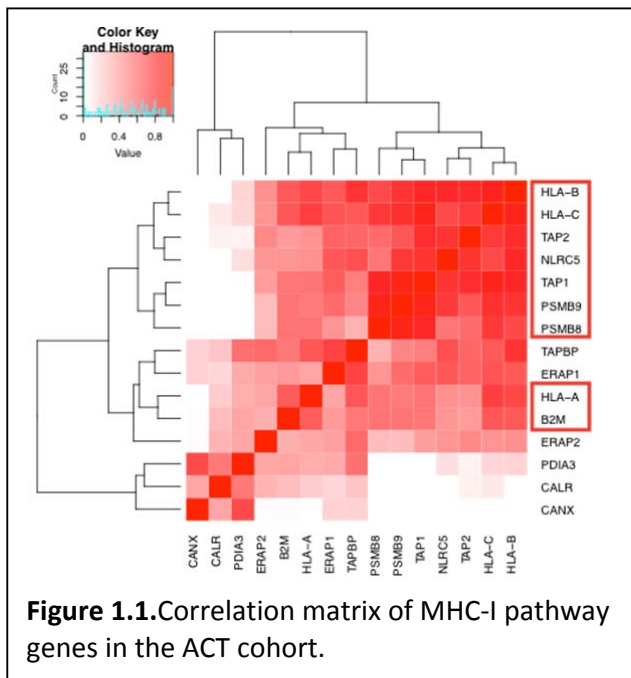 Color Key
and Histogram
Count
0 10 25
0 0.4 0.8
Value
HLA-B
HLA-C
TAP2
NLRC5
TAP1
PSMB9
PSMB8
TAPBP
ERAP1
HLA-A
B2M
ERAP2
PDIA3
CALR
CANX
CANX CALR PDIA3 ERAP2 B2M HLA-A ERAP1 TAPBP PSMB8 PSMB9 TAP1 NLRC5 TAP2 HLA-C HLA-B
Figure 1.1.Correlation matrix of MHC-I pathway
genes in the ACT cohort.